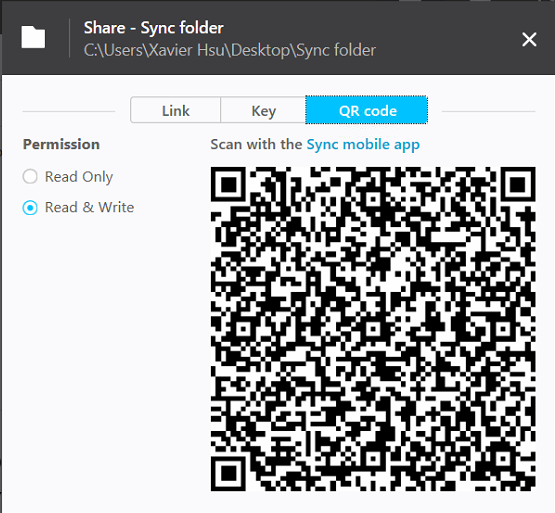 Share - Sync folder
C:\Users\Xavier Hsu\Desktop\Sync folder
Link
Key
QR code
Permission
Scan with the Sync mobile app
Read Only
Read & Write